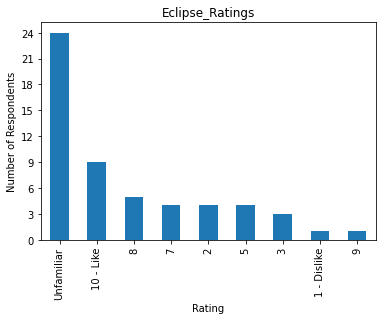 Eclipse_Ratings
Number of Respondents
24
21
18
15
12
9
6
3
0
Unfamiliar
10 - Like
8
7
2
5
3
1 - Dislike
9
Rating